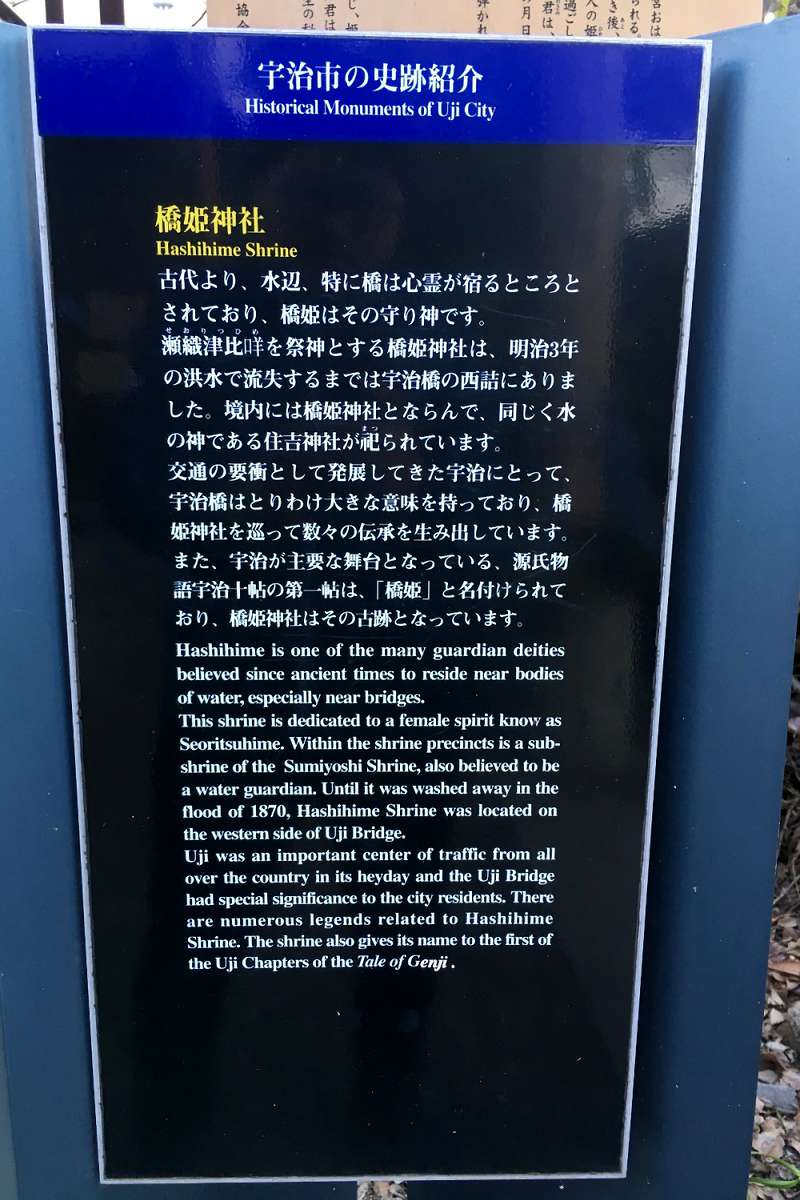 宇治市の史跡紹介
Historical Monuments of Uji City
橋姫神社
Hashihime Shrine
古代より、水辺、特に橋は心霊が宿るところと
されており、橋姫はその守り神です。
せおりつひめ
瀬織津比咩を祭神とする橋姫神社は、明治3年
の洪水で流失するまでは宇治橋の西詰にありま
した。境内には橋姫神社とならんで、同じく水
まつ
の神である住吉神社が祀られています。
交通の要衝として発展してきた宇治にとって、
宇治橋はとりわけ大きな意味を持っており、橋
姫神社を巡って数々の伝承を生み出しています。
また、宇治が主要な舞台となっている、源氏物
語宇治十帖の第一帖は、「橋姫」と名付けられて
おり、橋姫神社はその古跡となっています。
Hashihime is one of the many guardian deities
believed since ancient times to reside near bodies
of water, especially near bridges.
This shrine is dedicated to a female spirit know as
Seoritsuhime. Within the shrine precincts is a sub-
shrine of the Sumiyoshi Shrine, also believed to be
a water guardian. Until it was washed away in the
flood of 1870, Hashihime Shrine was located on
the western side of Uji Bridge.
Uji was an important center of traffic from all
over the country in its heyday and the Uji Bridge
had special significance to the city residents. There
are numerous legends related to Hashihime
Shrine. The shrine also gives its name to the first of
the Uji Chapters of the Tale of Genji .